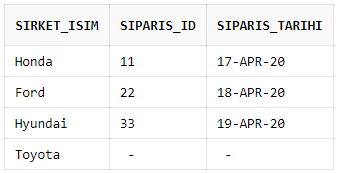 SIRKET_ISIM SIPARIS_ID SIPARIS_TARIHI
Honda 11 17-APR-20
Ford 22 18-APR-20
Hyundai 33 19-APR-20
Toyota - -